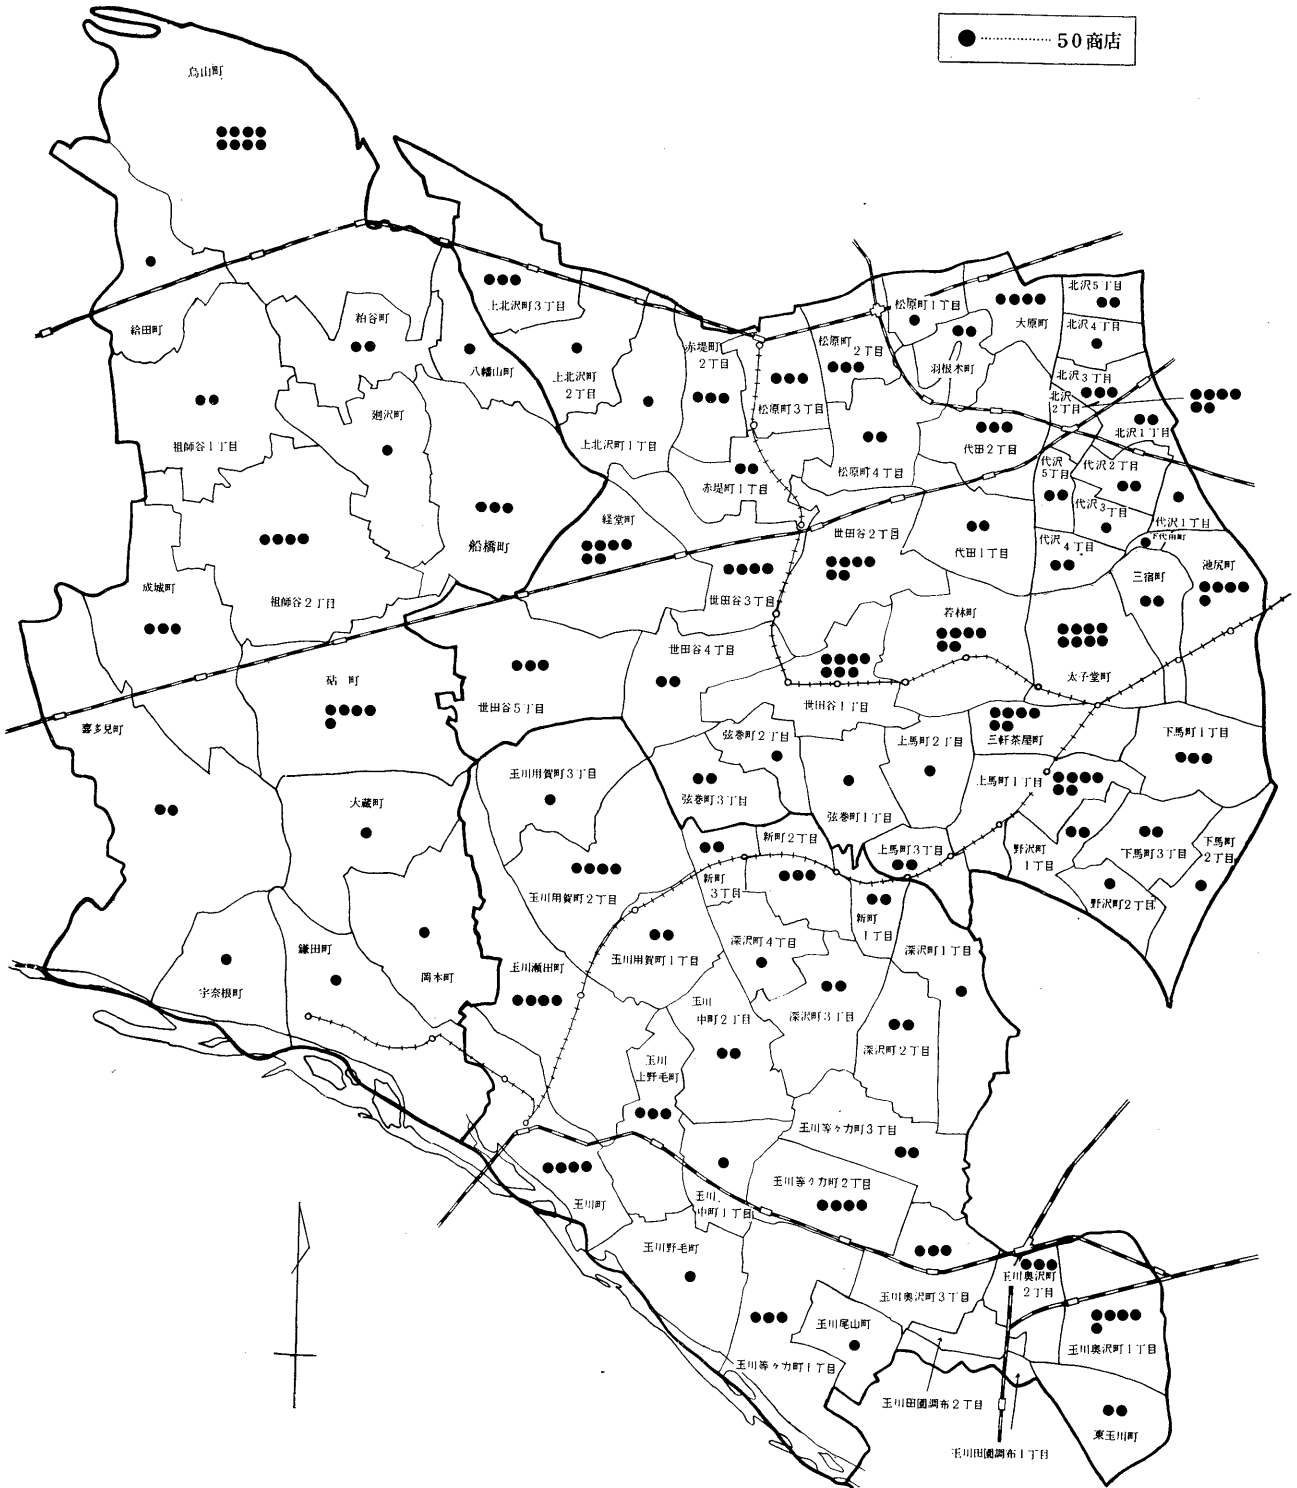 ●…………50商店
烏山町
給田町
粕谷町
八幡山町
上北沢町3丁目
上北沢町
2丁目
上北沢町1丁目
赤堤町
2丁目
赤堤町1丁目
松原町3丁目
松原町
2丁目
松原町1丁目
松原町4丁目
羽根木町
大原町
北沢5丁目
北沢4丁目
北沢3丁目
北沢
2丁目
北沢1丁目
代田2丁目
代田1丁目
代沢
5丁目
代沢2丁目
代沢3丁目
代沢1丁目
代沢4丁目
下代田町
池尻町
三宿町
祖師谷1丁目
廻沢町
船橋町
経堂町
祖師谷2丁目
成城町
喜多見町
砧町
世田谷2丁目
世田谷3丁目
世田谷4丁目
世田谷5丁目
世田谷1丁目
若林町
太子堂町
三軒茶屋町
下馬町1丁目
上馬町2丁目
上馬町1丁目
上馬町3丁目
弦巻町2丁目
弦巻町3丁目
弦巻町1丁目
野沢町
1丁目
下馬町3丁目
下馬町
2丁目
野沢町2丁目
大蔵町
宇奈根町
鎌田町
岡本町
玉川用賀町3丁目
玉川用賀町2丁目
玉川用賀町1丁目
玉川瀬田町
新町2丁目
新町
3丁目
新町
1丁目
深沢町4丁目
深沢町3丁目
深沢町1丁目
深沢町2丁目
玉川
中町2丁目
玉川
上野毛町
玉川等々力町3丁目
玉川等々力町2丁目
玉川
中町1丁目
玉川町
玉川野毛町
玉川等々力町1丁目
玉川尾山町
玉川奥沢町3丁目
玉川奥沢町
2丁目
玉川奥沢町1丁目
玉川田園調布2丁目
玉川田園調布1丁目
東玉川町